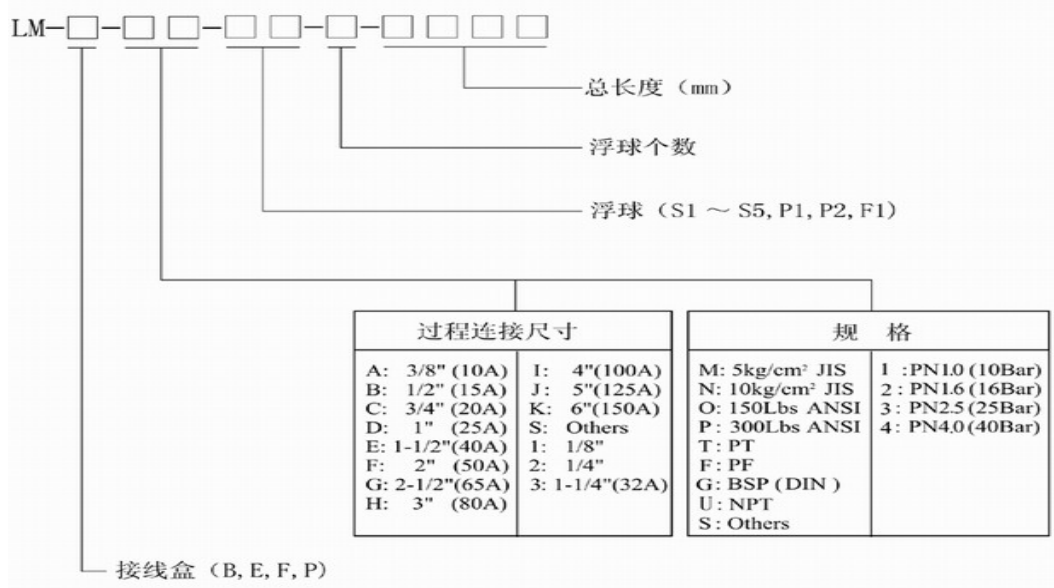 LM-□-□□-□□-□-□□□□
总长度（mm）
浮球个数
浮球（S1 ～ S5,P1,P2,F1）
过程连接尺寸
A: 3/8" (10A)
B: 1/2" (15A)
C: 3/4" (20A)
D: 1" (25A)
E: 1-1/2"(40A)
F: 2" (50A)
G: 2-1/2"(65A)
H: 3" (80A)
I: 4"(100A)
J: 5"(125A)
K: 6"(150A)
S: Others
1: 1/8"
2: 1/4"
3: 1-1/4"(32A)
规 格
M: 5kg/cm² JIS
N: 10kg/cm² JIS
O: 150Lbs ANSI
P: 300Lbs ANSI
T: PT
F: PF
G: BSP (DIN )
U: NPT
S: Others
1 :PN1.0 (10Bar)
2 : PN1.6 (16Bar)
3 : PN2.5 (25Bar)
4: PN4.0 (40Bar)
接线盒（B,E,F,P）